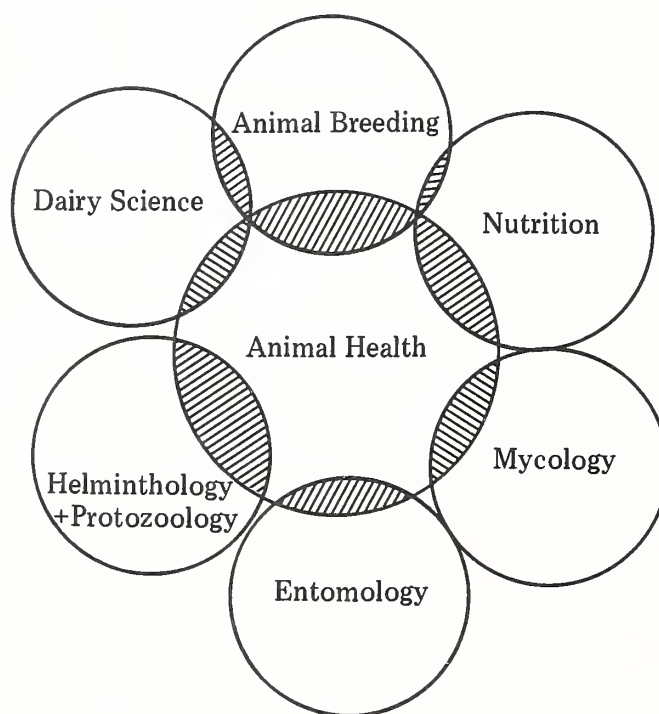 Animal Breeding
Dairy Science
Nutrition
Animal Health
Mycology
Helminthology
+Protozoology
Entomology